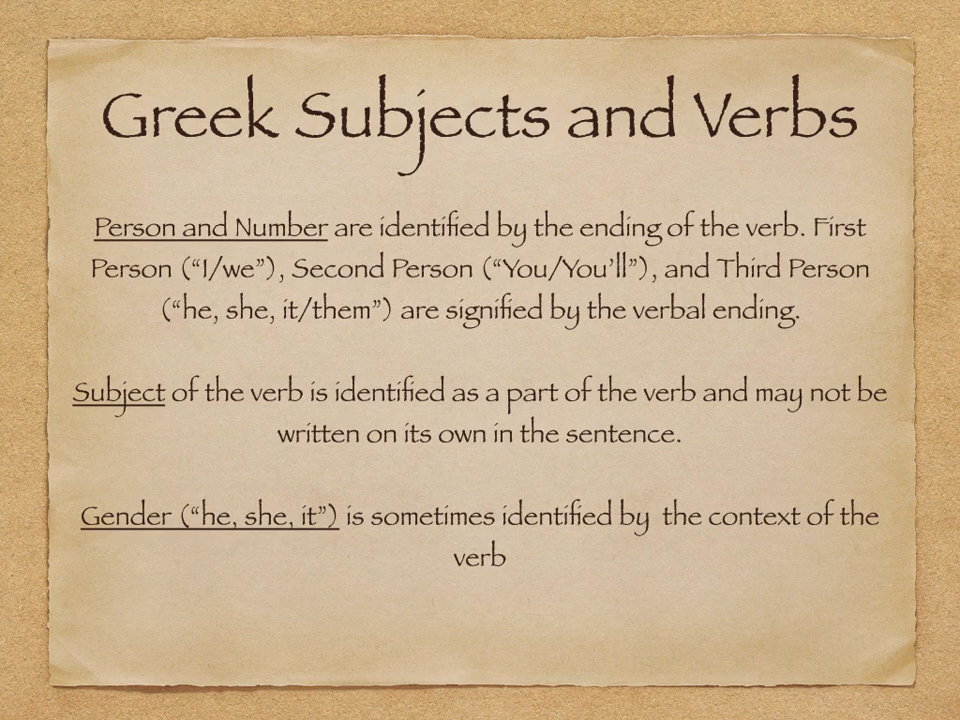 Greek Subjects and Verbs
Person and Number are identified by the ending of the verb. First
Person (“I/we”), Second Person (“You/You’ll”), and Third Person
(“he, she, it/them”) are signified by the verbal ending.
Subject of the verb is identified as a part of the verb and may not be
written on its own in the sentence.
Gender (“he, she, it”) is sometimes identified by  the context of the
verb